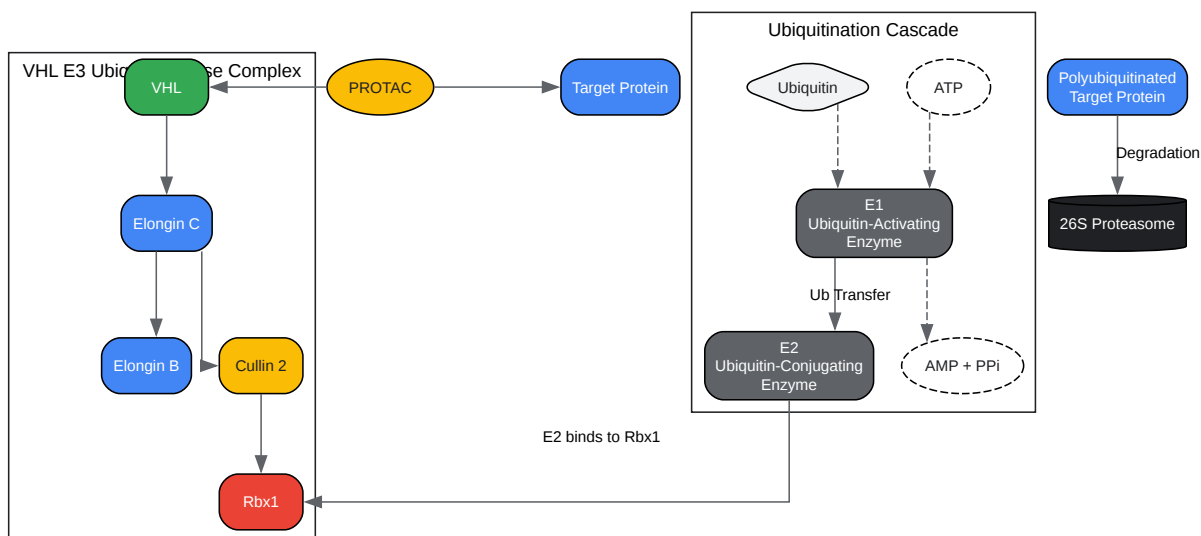 Ubiquitination Cascade
VHL E3 Complex
VHL
PROTAC
Target Protein
Ubiquitin
ATP
Polyubiquitinated
Target Protein
Degradation
Elongin C
E1
Ubiquitin-Activating
Enzyme
26S Proteasome
Ub Transfer
Elongin B
Cullin 2
E2
Ubiquitin-Conjugating
Enzyme
AMP + PPi
E2 binds to Rbx1
Rbx1